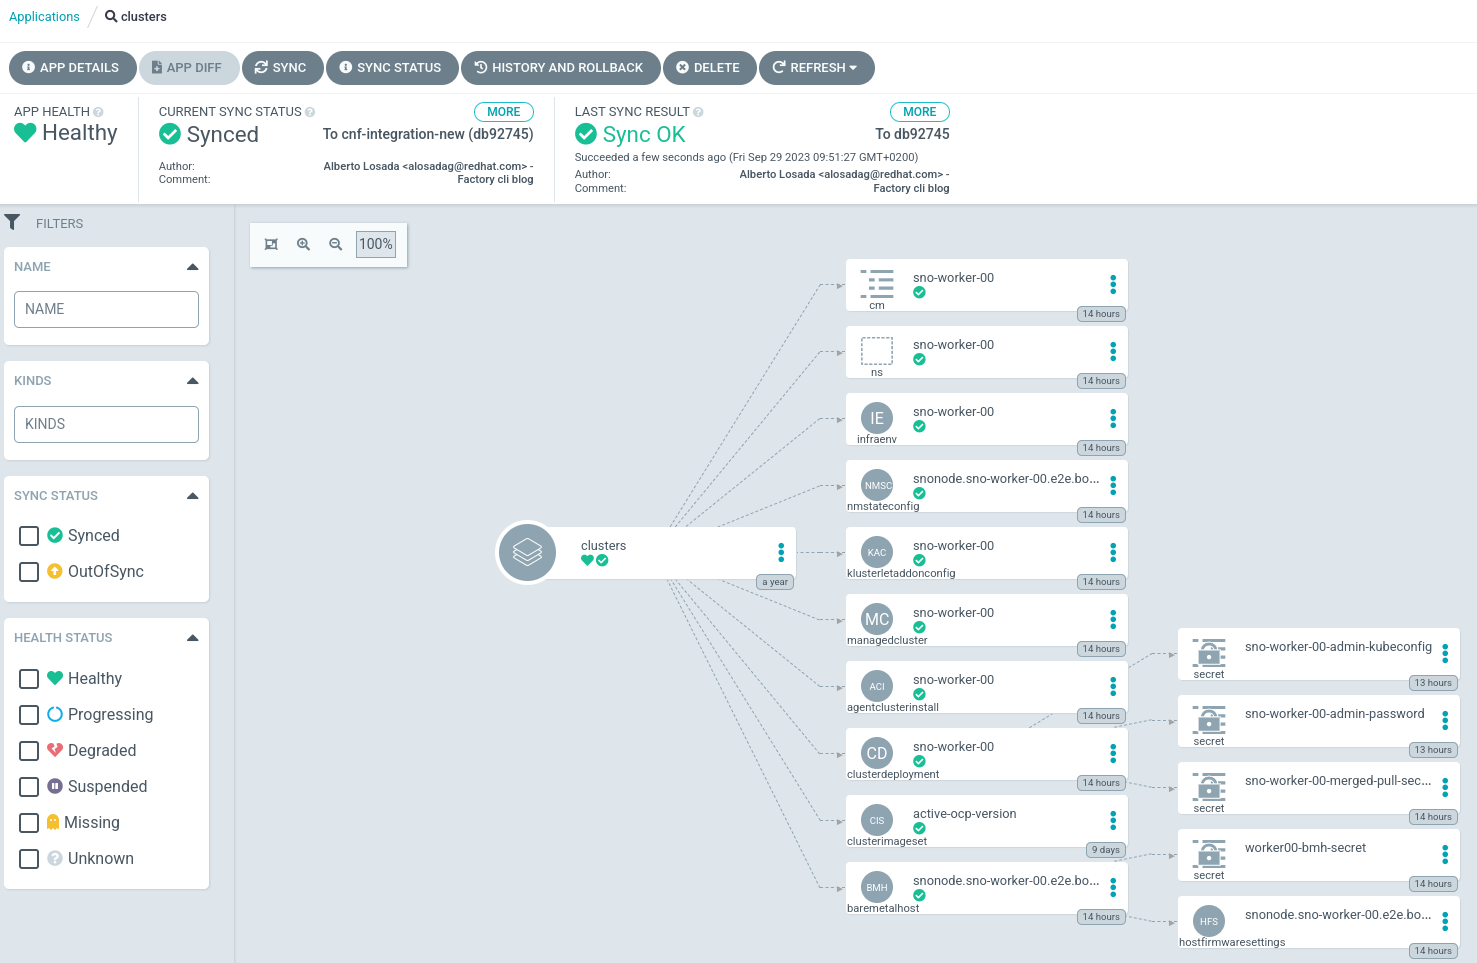 Applications / clusters
APP DETAILS
APP DIFF
SYNC
SYNC STATUS
HISTORY AND ROLLBACK
DELETE
REFRESH
APP HEALTH
Healthy
CURRENT SYNC STATUS
MORE
Synced
To cnf-integration-new (db92745)
Author:
Alberto Losada <alosadag@redhat.com> -
Comment:
Factory cli blog
LAST SYNC RESULT
MORE
Sync OK
To db92745
Succeeded a few seconds ago (Fri Sep 29 2023 09:51:27 GMT+0200)
Author:
Alberto Losada <alosadag@redhat.com> -
Comment:
Factory cli blog
FILTERS
NAME
NAME
KINDS
KINDS
SYNC STATUS
Synced
OutOfSync
HEALTH STATUS
Healthy
Progressing
Degraded
Suspended
Missing
Unknown
100%
clusters
a year
sno-worker-00
cm
14 hours
sno-worker-00
ns
14 hours
IE
sno-worker-00
infraenv
14 hours
NMSC
snonode.sno-worker-00.e2e.bo...
nmstateconfig
14 hours
KAC
sno-worker-00
klusterletaddonconfig
14 hours
MC
sno-worker-00
managedcluster
14 hours
ACI
sno-worker-00
agentclusterinstall
14 hours
CD
sno-worker-00
clusterdeployment
14 hours
CIS
active-ocp-version
clusterimageset
9 days
BMH
snonode.sno-worker-00.e2e.bo...
baremetalhost
14 hours
sno-worker-00-admin-kubeconfig
secret
13 hours
sno-worker-00-admin-password
secret
13 hours
sno-worker-00-merged-pull-sec...
secret
14 hours
worker00-bmh-secret
secret
14 hours
HFS
snonode.sno-worker-00.e2e.bo...
hostfirmwaresettings
14 hours